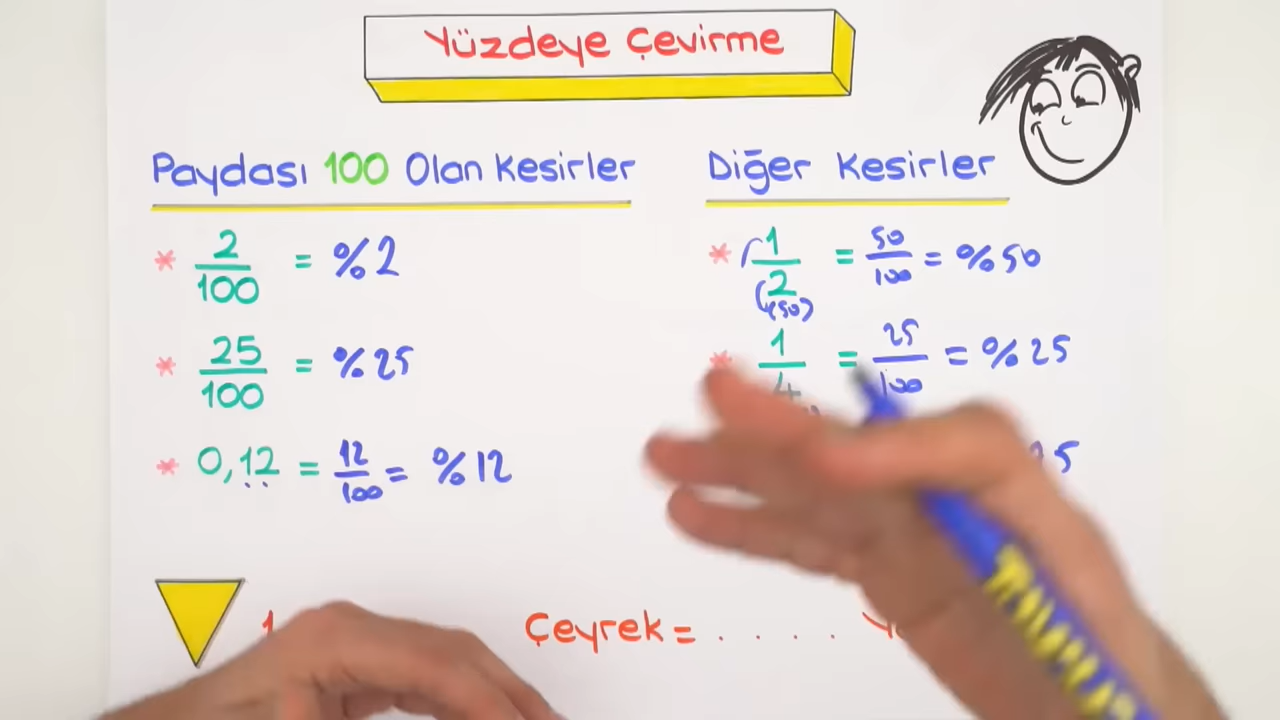 Yüzdeye Çevirme
Paydası 100 Olan Kesirler
* 2/100 = %2
* 25/100 = %25
* 0,12 = 12/100 = %12
Diğer Kesirler
* 1/2 (50) = 50/100 = %50
* 1/4 = 25/100 = %25
1
Çeyrek = . . . .